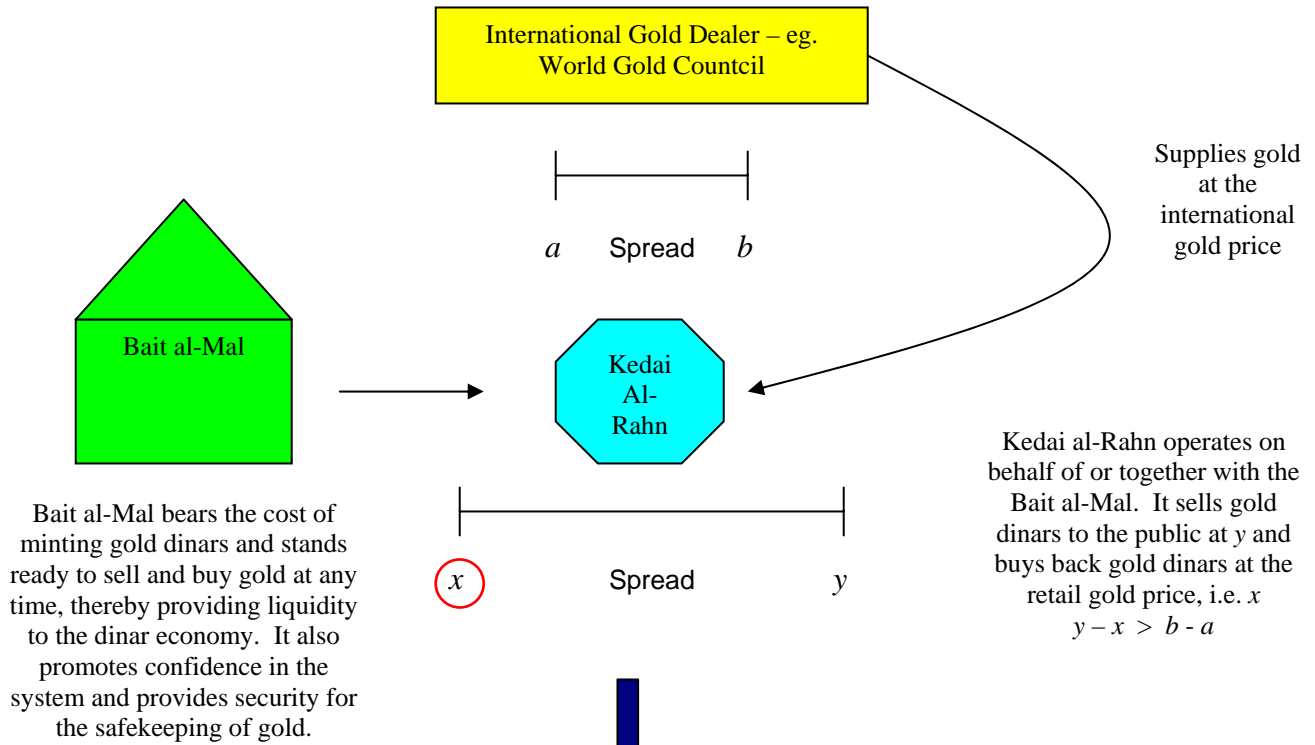 International Gold Dealer – eg.
World Gold Countcil
Supplies gold
at the
international
gold price
a Spread b
Bait al-Mal
Kedai
Al-
Rahn
Bait al-Mal bears the cost of
minting gold dinars and stands
ready to sell and buy gold at any
time, thereby providing liquidity
to the dinar economy. It also
promotes confidence in the
system and provides security for
the safekeeping of gold.
x Spread y
Kedai al-Rahn operates on
behalf of or together with the
Bait al-Mal. It sells gold
dinars to the public at y and
buys back gold dinars at the
retail gold price, i.e. x
y – x > b - a